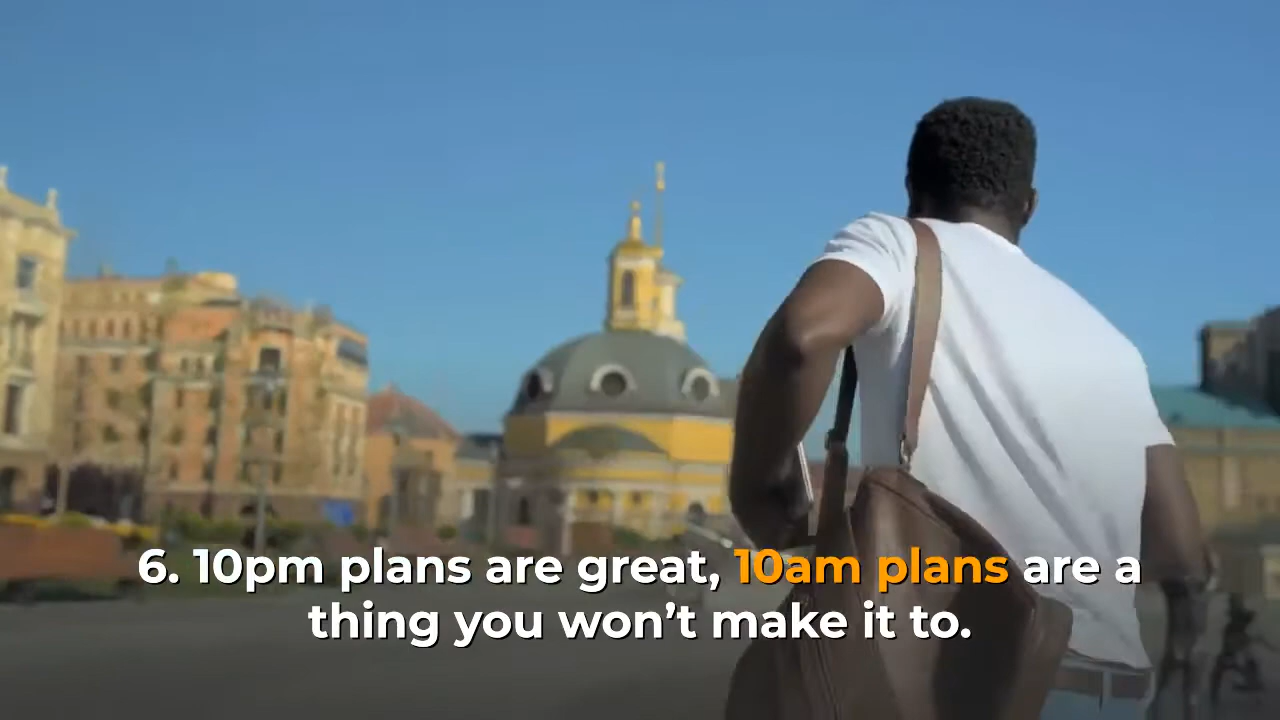 6. 10pm plans are great, 10am plans are a
thing you won’t make it to.